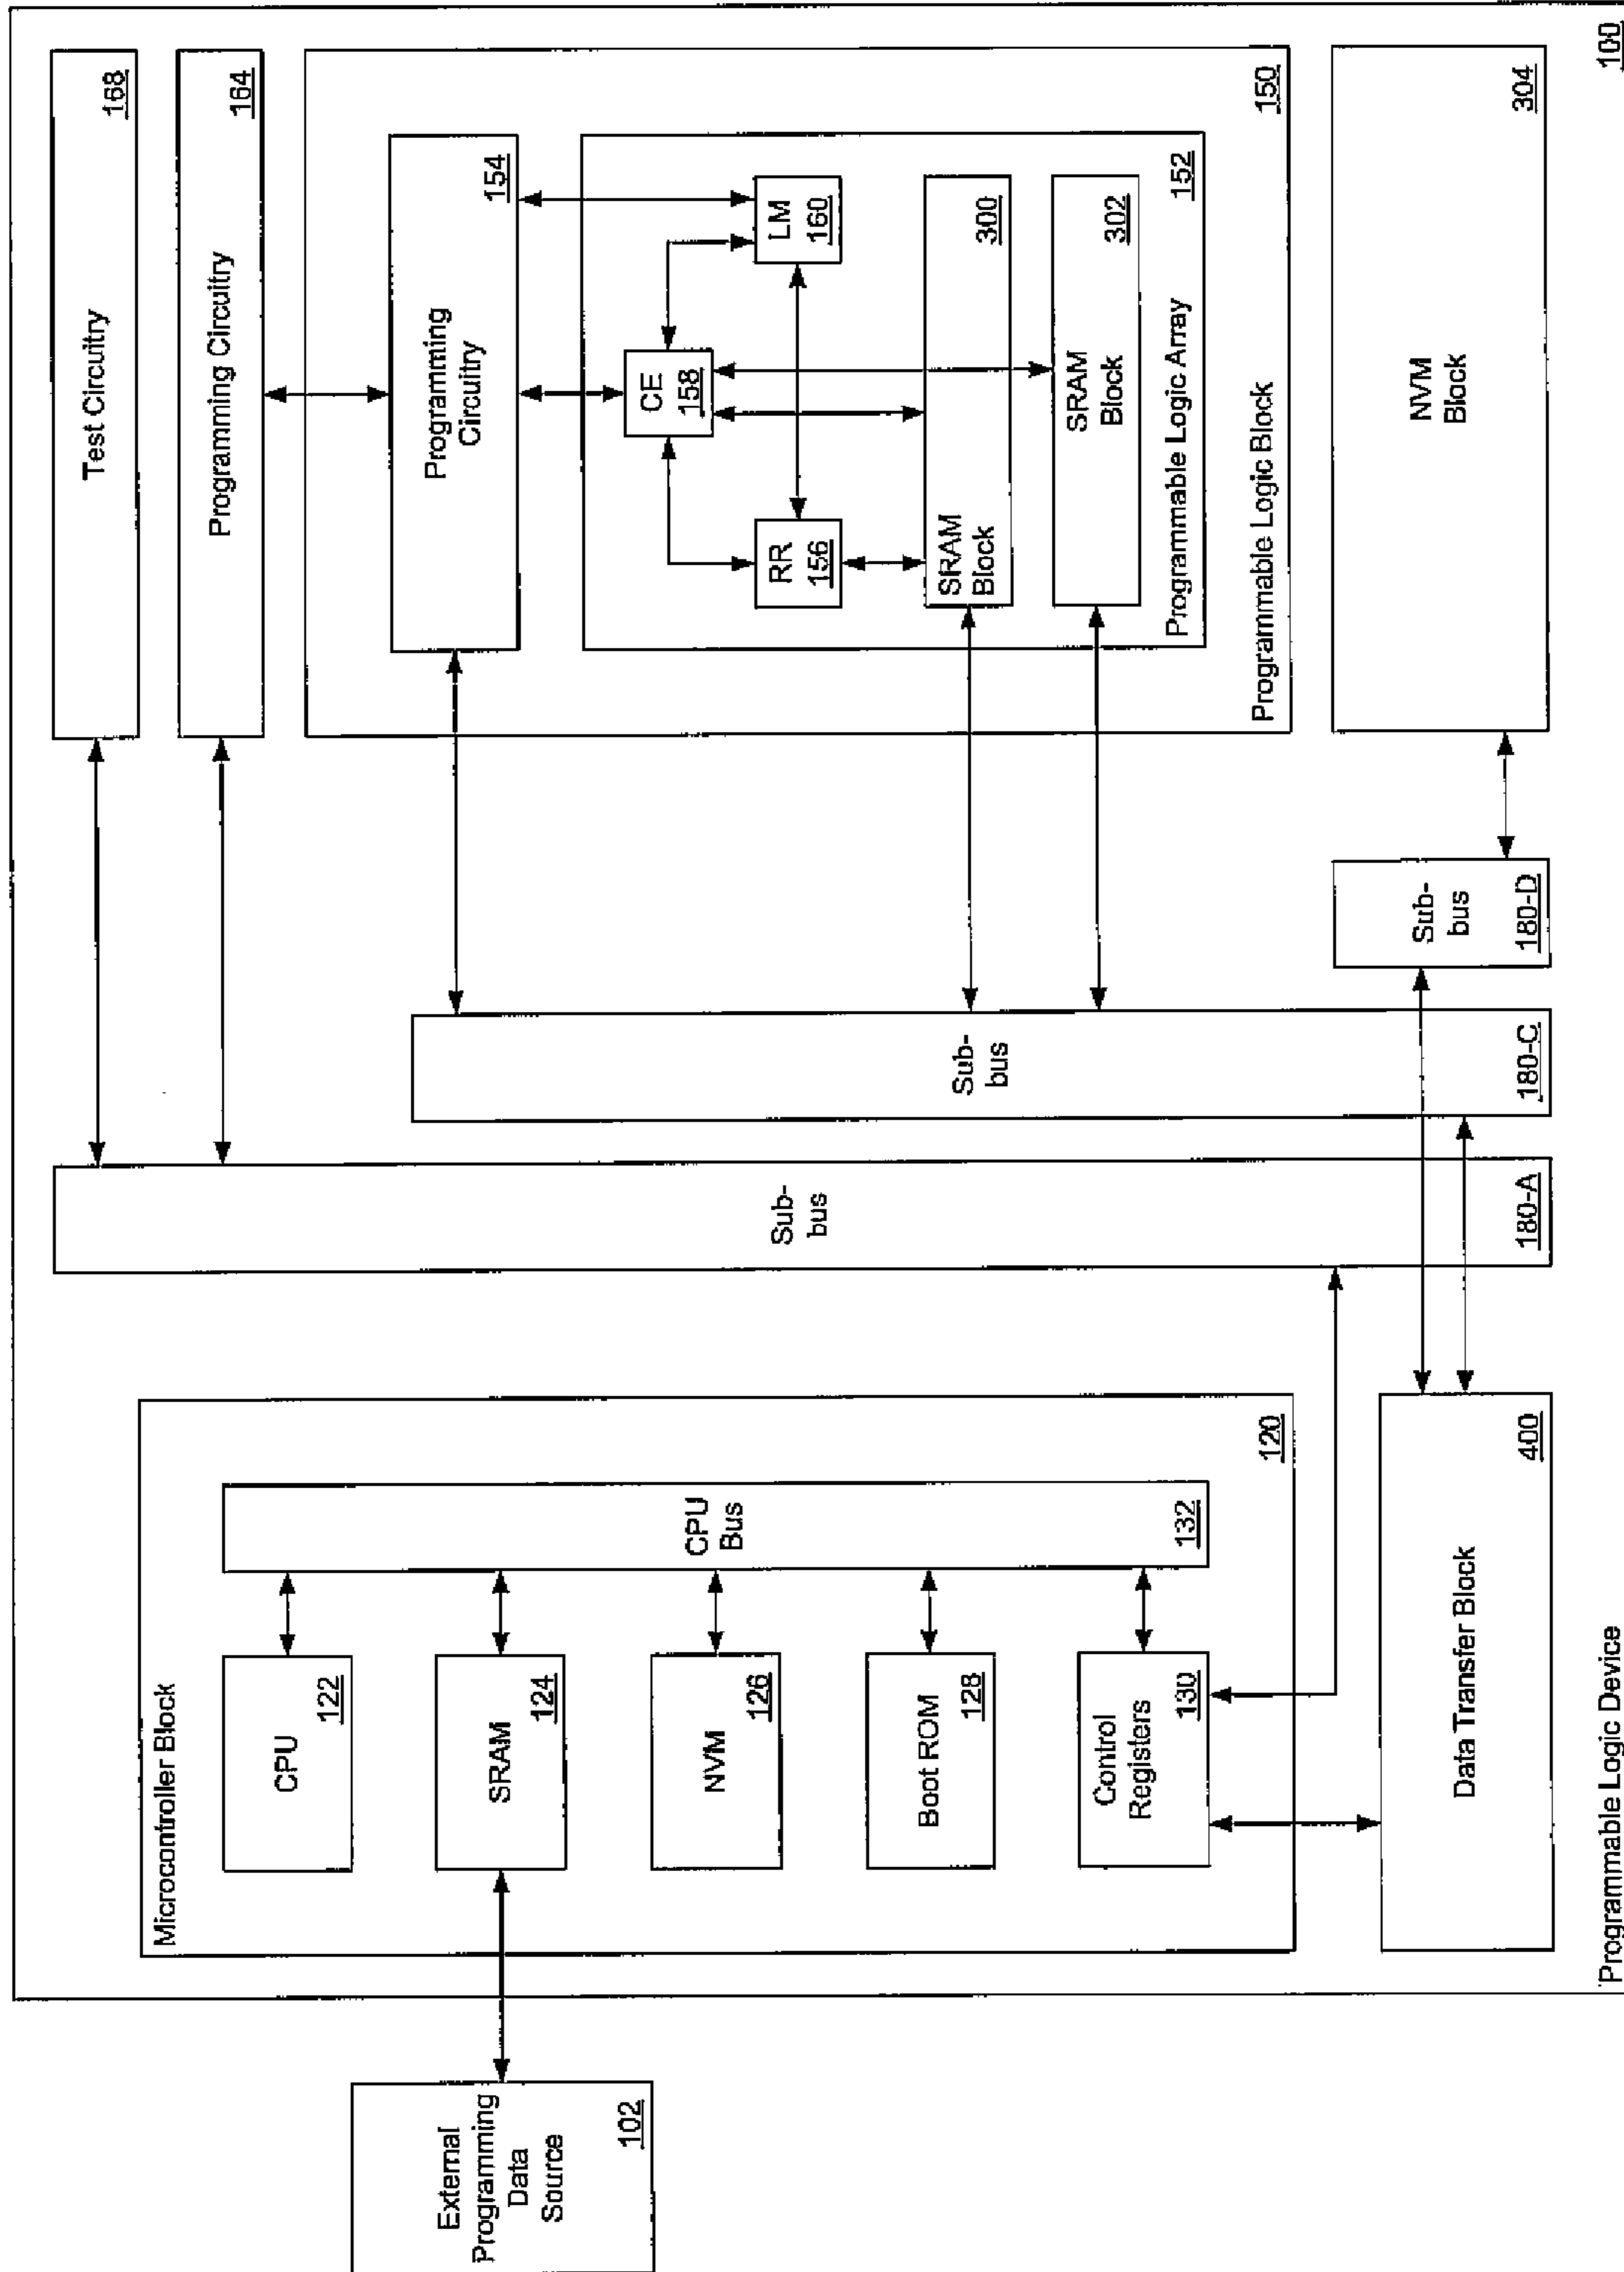 External
Programming
Data
Source
102
Microcontroller Block
CPU
122
SRAM
124
NVM
126
Boot ROM
128
Control
Registers
130
CPU
Bus
132
120
Data Transfer Block
400
Sub-
bus
180-A
Sub-
bus
180-C
Sub-
bus
180-D
Test Circuitry
168
Programming Circuitry
164
Programming
Circuitry
154
CE
158
LM
160
RR
156
SRAM
Block
300
SRAM
Block
302
Programmable Logic Array
152
Programmable Logic Block
150
NVM
Block
304
Programmable Logic Device
100